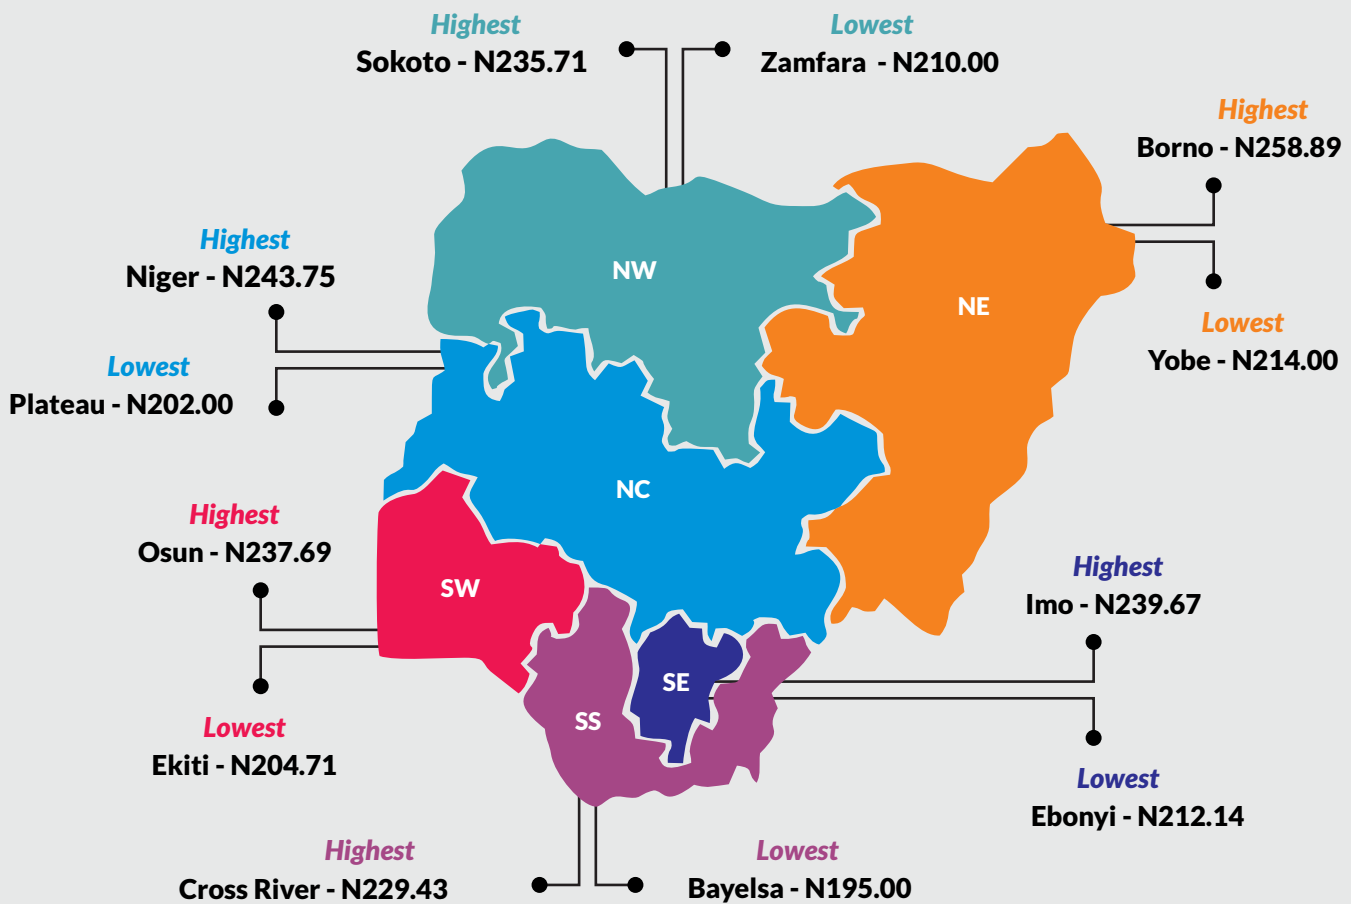 Highest
Sokoto - N235.71
Lowest
Zamfara - N210.00
Highest
Borno - N258.89
Highest
Niger - N243.75
NW
NE
Lowest
Yobe - N214.00
Lowest
Plateau - N202.00
NC
Highest
Osun - N237.69
SW
Highest
Imo - N239.67
SE
SS
Lowest
Ekiti - N204.71
Lowest
Ebonyi - N212.14
Highest
Cross River - N229.43
Lowest
Bayelsa - N195.00